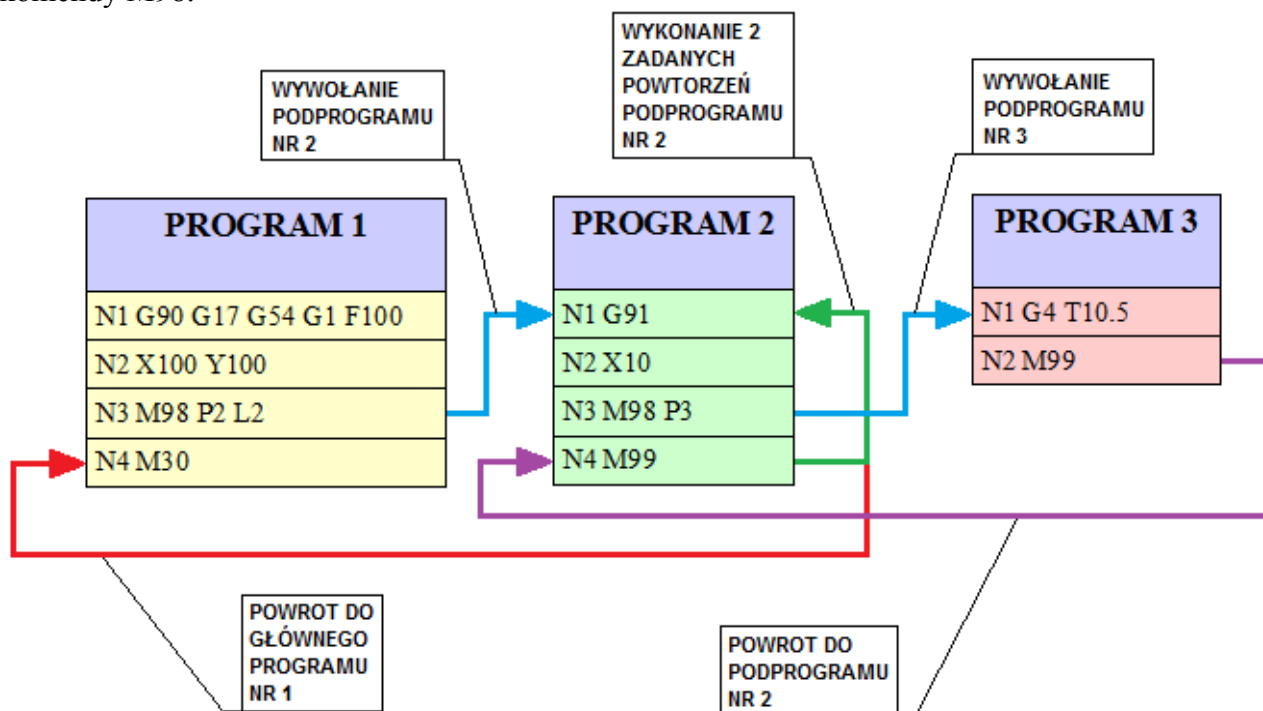 komendy M98.
WYWOŁANIE
PODPROGRAMU
NR 2
WYKONANIE 2
ZADANYCH
POWTORZEŃ
PODPROGRAMU
NR 2
WYWOŁANIE
PODPROGRAMU
NR 3
PROGRAM 1
N1 G90 G17 G54 G1 F100
N2 X100 Y100
N3 M98 P2 L2
N4 M30
PROGRAM 2
N1 G91
N2 X10
N3 M98 P3
N4 M99
PROGRAM 3
N1 G4 T10.5
N2 M99
POWROT DO
GŁÓWNEGO
PROGRAMU
NR 1
POWROT DO
PODPROGRAMU
NR 2